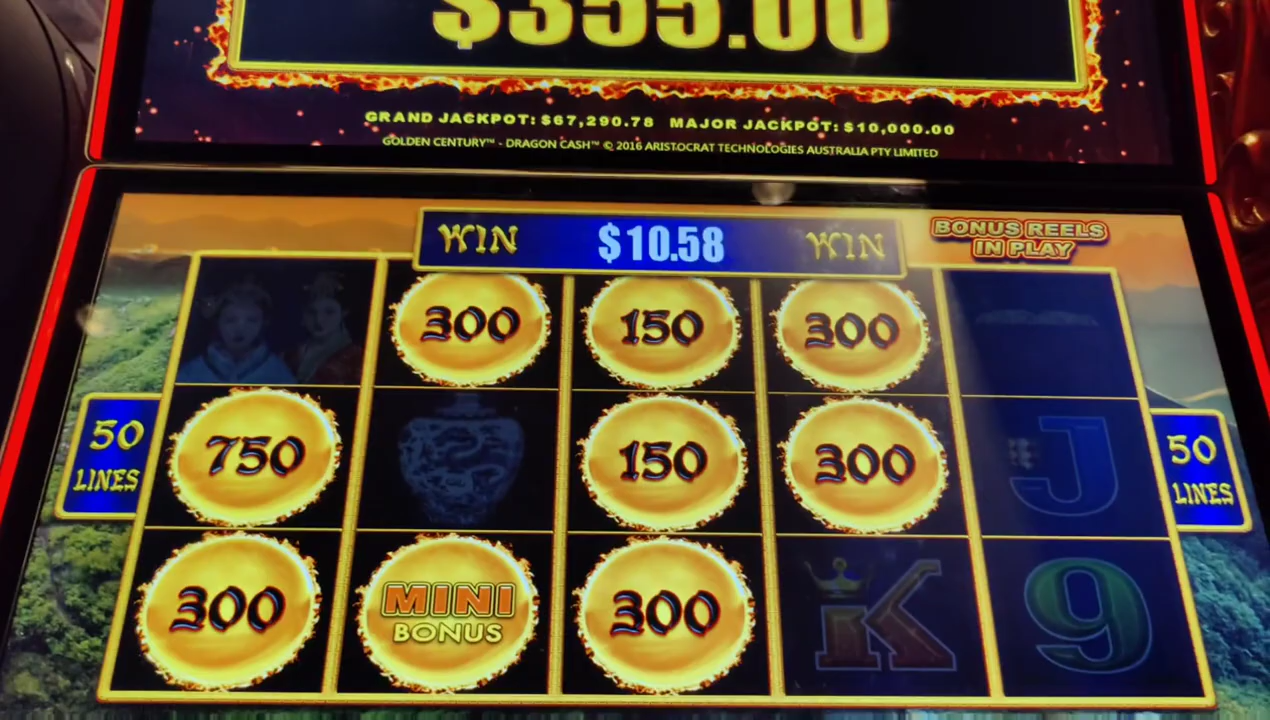 $355.00
GRAND JACKPOT: $67,290.78 MAJOR JACKPOT: $10,000.00
GOLDEN CENTURY™ - DRAGON CASH™ © 2016 ARISTOCRAT TECHNOLOGIES AUSTRALIA PTY LIMITED
WIN $10.58 WIN
BONUS REELS
IN PLAY
300 150 300
50
LINES
750 150 300 J
50
LINES
300 MINI
BONUS
300 K 9